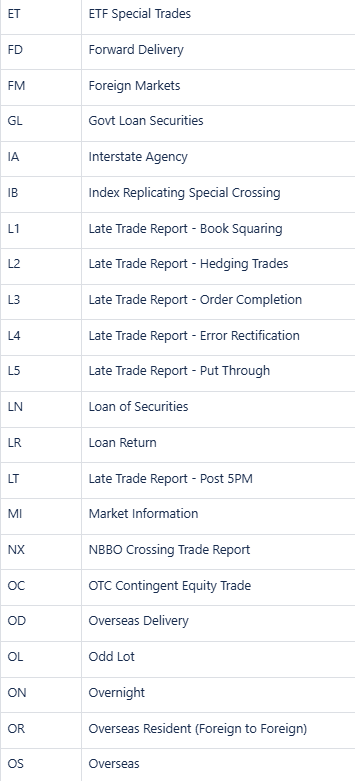 ET ETF Special Trades
FD Forward Delivery
FM Foreign Markets
GL Govt Loan Securities
IA Interstate Agency
IB Index Replicating Special Crossing
L1 Late Trade Report - Book Squaring
L2 Late Trade Report - Hedging Trades
L3 Late Trade Report - Order Completion
L4 Late Trade Report - Error Rectification
L5 Late Trade Report - Put Through
LN Loan of Securities
LR Loan Return
LT Late Trade Report - Post 5PM
MI Market Information
NX NBBO Crossing Trade Report
OC OTC Contingent Equity Trade
OD Overseas Delivery
OL Odd Lot
ON Overnight
OR Overseas Resident (Foreign to Foreign)
OS Overseas